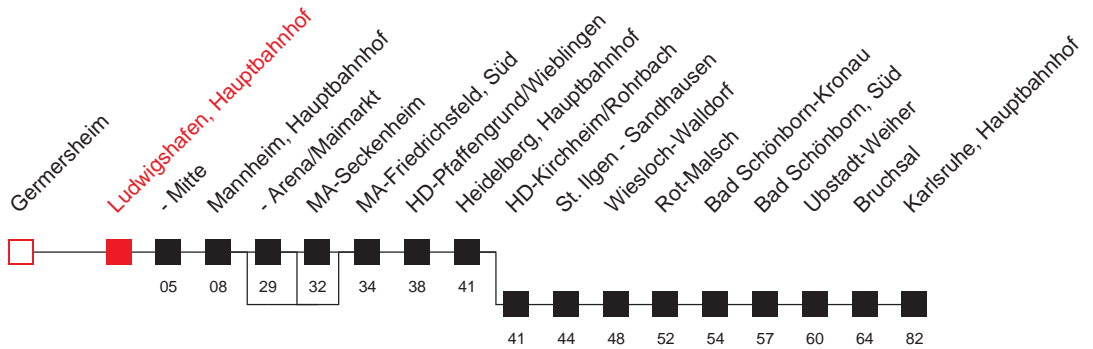 Germersheim
Ludwigshafen, Hauptbahnhof
- Mitte
Mannheim, Hauptbahnhof
- Arena/Maimarkt
MA-Seckenheim
MA-Friedrichsfeld, Süd
HD-Pfaffengrund/Wieblingen
Heidelberg, Hauptbahnhof
HD-Kirchheim/Rohrbach
St. Ilgen - Sandhausen
Wiesloch-Walldorf
Rot-Malsch
Bad Schönborn-Kronau
Bad Schönborn, Süd
Ubstadt-Weiher
Bruchsal
Karlsruhe, Hauptbahnhof
05 08 29 32 34 38 41
41 44 48 52 54 57 60 64 82